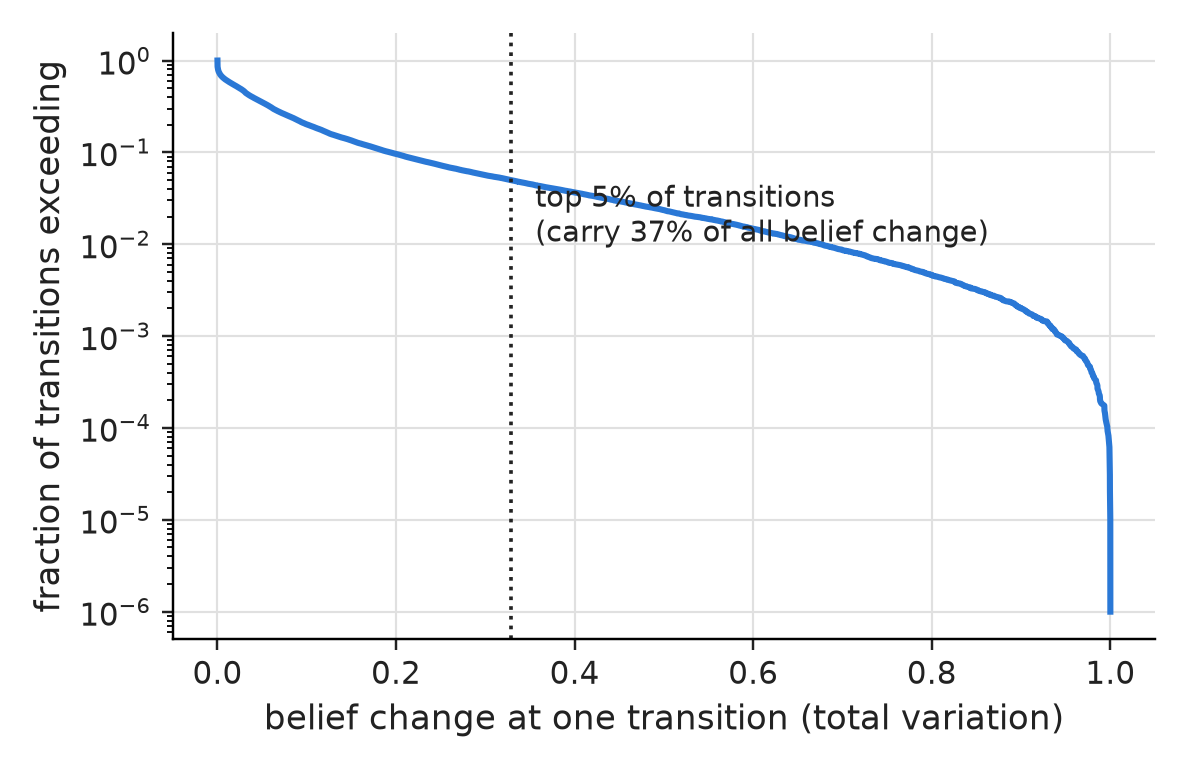 fraction of transitions exceeding
10⁰
10⁻¹
10⁻²
10⁻³
10⁻⁴
10⁻⁵
10⁻⁶
top 5% of transitions
(carry 37% of all belief change)
0.0 0.2 0.4 0.6 0.8 1.0
belief change at one transition (total variation)